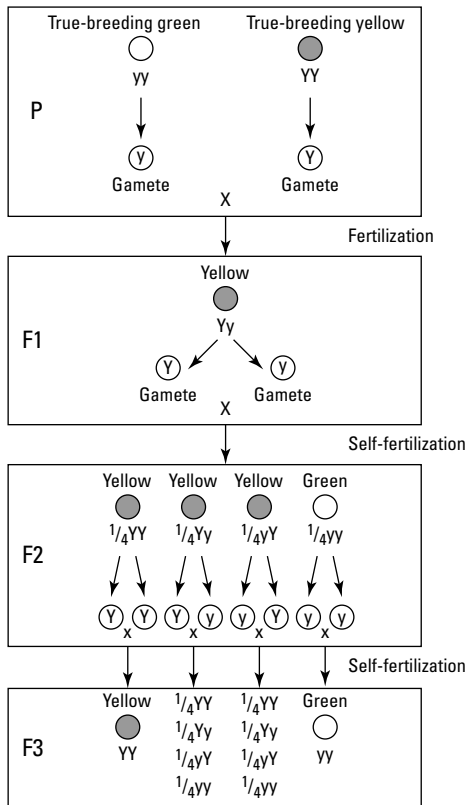 True-breeding green True-breeding yellow
yy YY
P
y Y
Gamete Gamete
X
Fertilization
Yellow
Yy
F1
Y y
Gamete Gamete
X
Self-fertilization
Yellow Yellow Yellow Green
1/4YY 1/4Yy 1/4yY 1/4yy
F2
Y Y Y y y Y y y
x x x x
Self-fertilization
Yellow 1/4YY 1/4YY Green
1/4Yy 1/4Yy
F3 YY 1/4yY 1/4yY yy
1/4yy 1/4yy